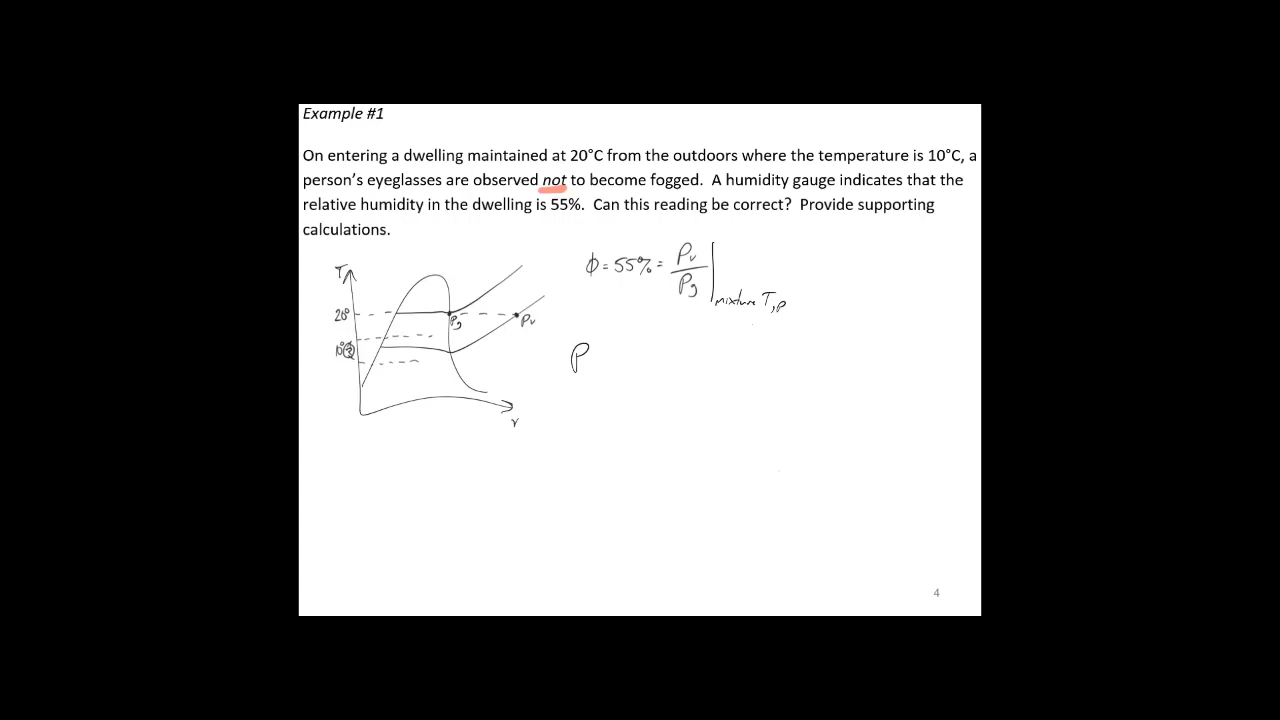 Example #1
On entering a dwelling maintained at 20°C from the outdoors where the temperature is 10°C, a
person's eyeglasses are observed not to become fogged.  A humidity gauge indicates that the
relative humidity in the dwelling is 55%.  Can this reading be correct?  Provide supporting
calculations.
ϕ = 55% = Pv / Pg | mixture T, P
T
20°
Pg
Pv
10°
P
v
4